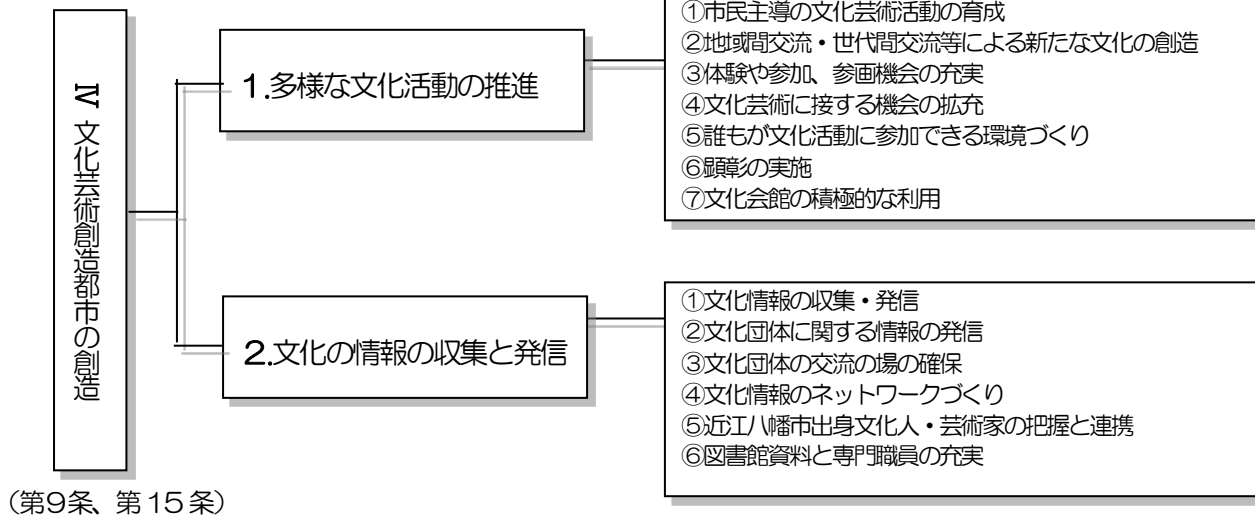 Ⅳ 文化芸術創造都市の創造
1.多様な文化活動の推進
①市民主導の文化芸術活動の育成
②地域間交流・世代間交流等による新たな文化の創造
③体験や参加、参画機会の充実
④文化芸術に接する機会の拡充
⑤誰もが文化活動に参加できる環境づくり
⑥顕彰の実施
⑦文化会館の積極的な利用
2.文化の情報の収集と発信
①文化情報の収集・発信
②文化団体に関する情報の発信
③文化団体の交流の場の確保
④文化情報のネットワークづくり
⑤近江八幡市出身文化人・芸術家の把握と連携
⑥図書館資料と専門職員の充実
（第9条、第15条）